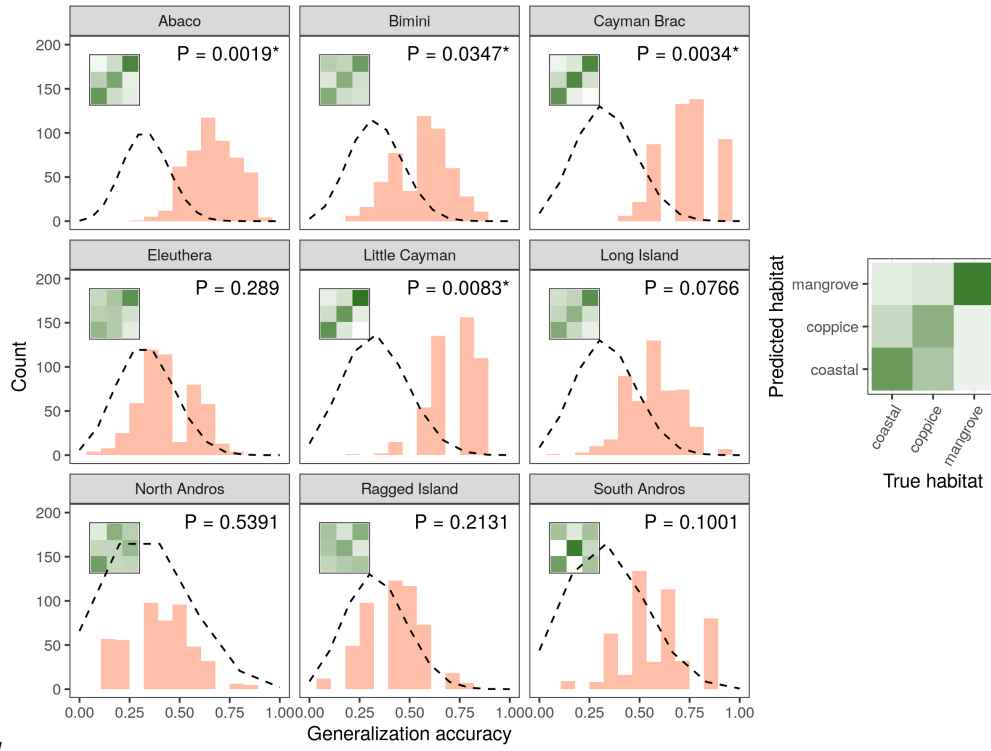 Abaco
Bimini
Cayman Brac
P = 0.0019*
P = 0.0347*
P = 0.0034*
200
150
100
50
0
Eleuthera
Little Cayman
Long Island
P = 0.289
P = 0.0083*
P = 0.0766
200
150
100
50
0
Count
North Andros
Ragged Island
South Andros
P = 0.5391
P = 0.2131
P = 0.1001
200
150
100
50
0
0.00 0.25 0.50 0.75 1.00
0.00 0.25 0.50 0.75 1.00
0.00 0.25 0.50 0.75 1.00
Generalization accuracy
Predicted habitat
mangrove
coppice
coastal
coastal
coppice
mangrove
True habitat